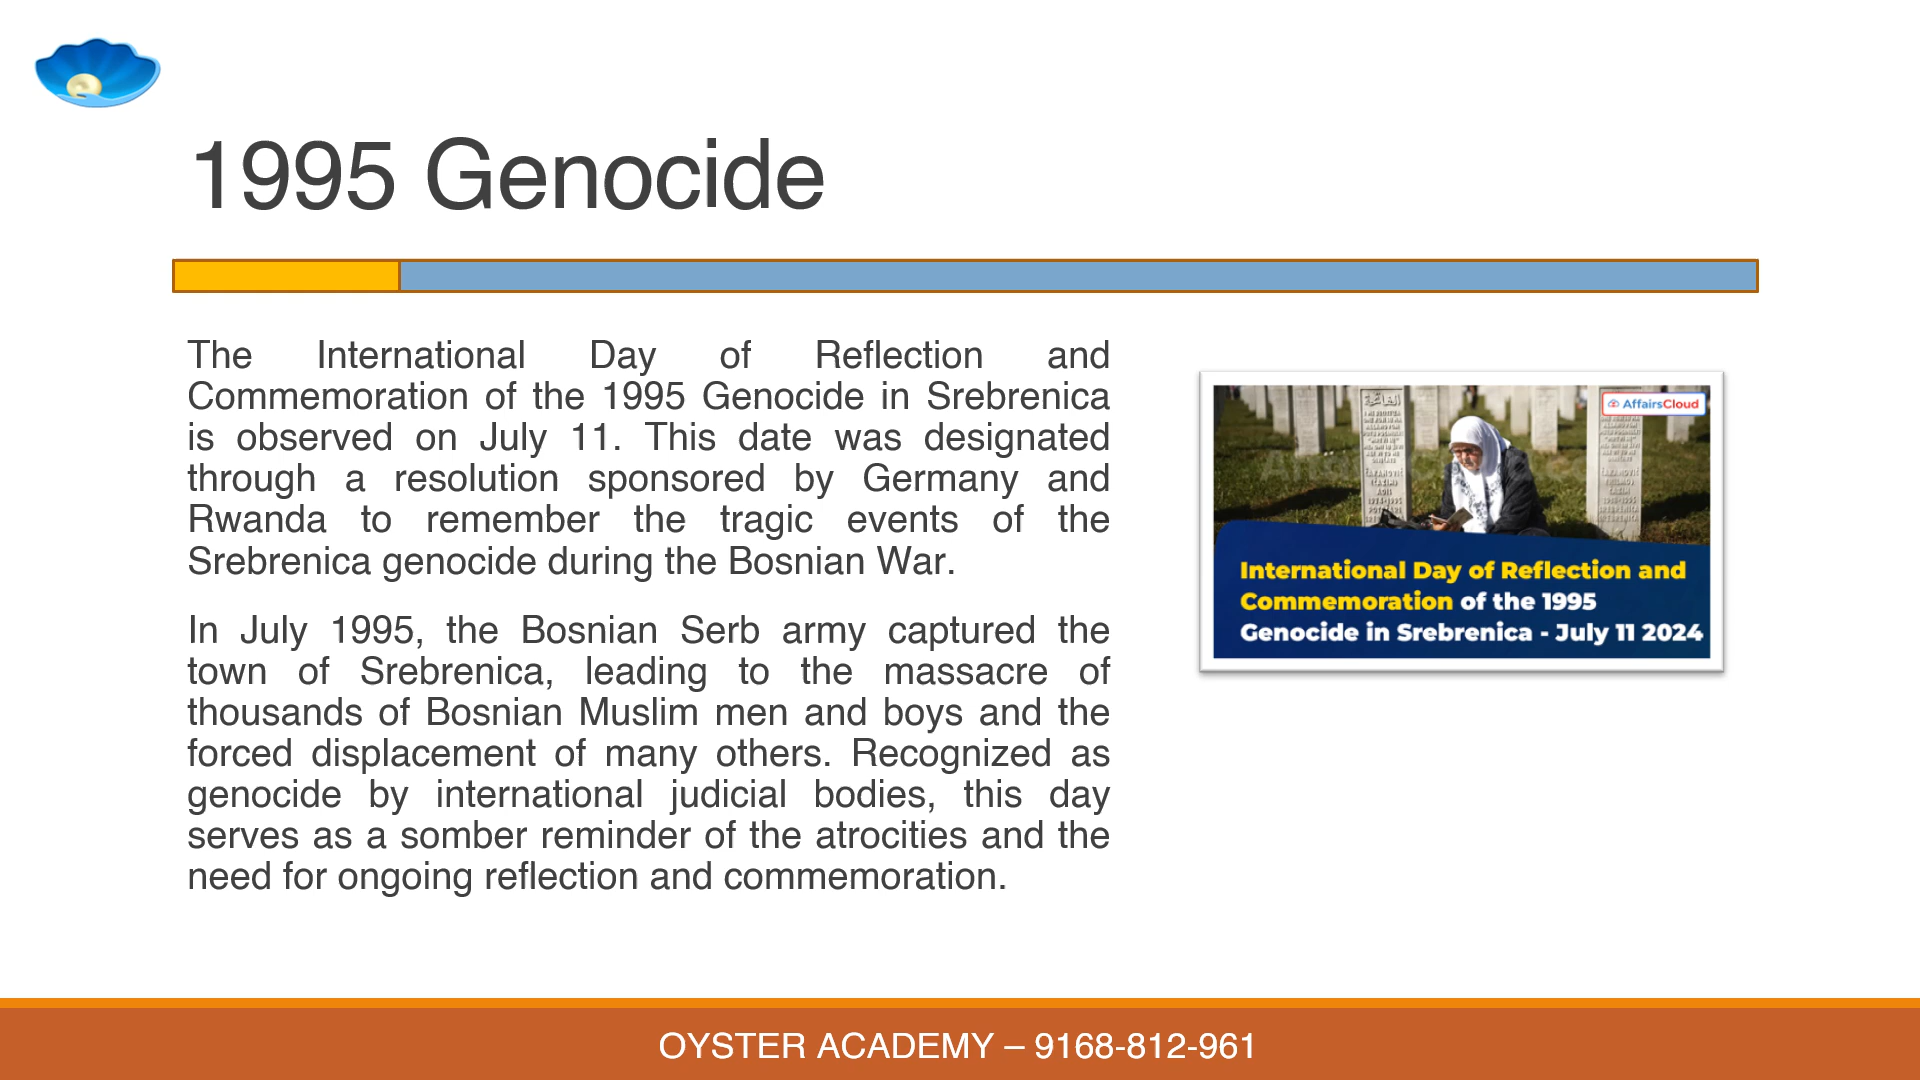 1995 Genocide
The International Day of Reflection and
Commemoration of the 1995 Genocide in Srebrenica
is observed on July 11. This date was designated
through a resolution sponsored by Germany and
Rwanda to remember the tragic events of the
Srebrenica genocide during the Bosnian War.
In July 1995, the Bosnian Serb army captured the
town of Srebrenica, leading to the massacre of
thousands of Bosnian Muslim men and boys and the
forced displacement of many others. Recognized as
genocide by international judicial bodies, this day
serves as a somber reminder of the atrocities and the
need for ongoing reflection and commemoration.
AffairsCloud
International Day of Reflection and
Commemoration of the 1995
Genocide in Srebrenica - July 11 2024
OYSTER ACADEMY – 9168-812-961